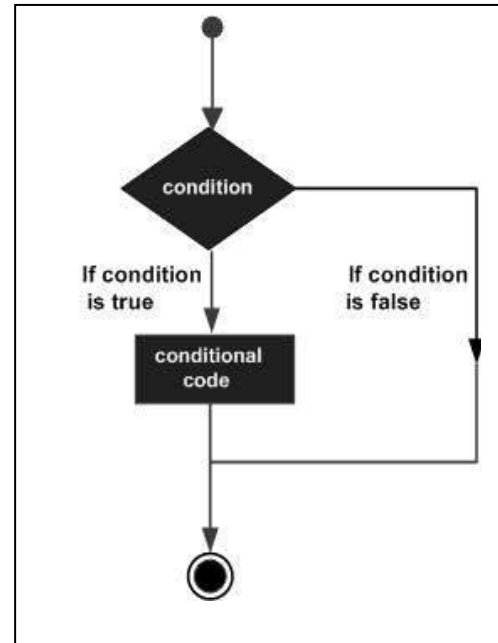 condition
If condition
is true
If condition
is false
conditional
code